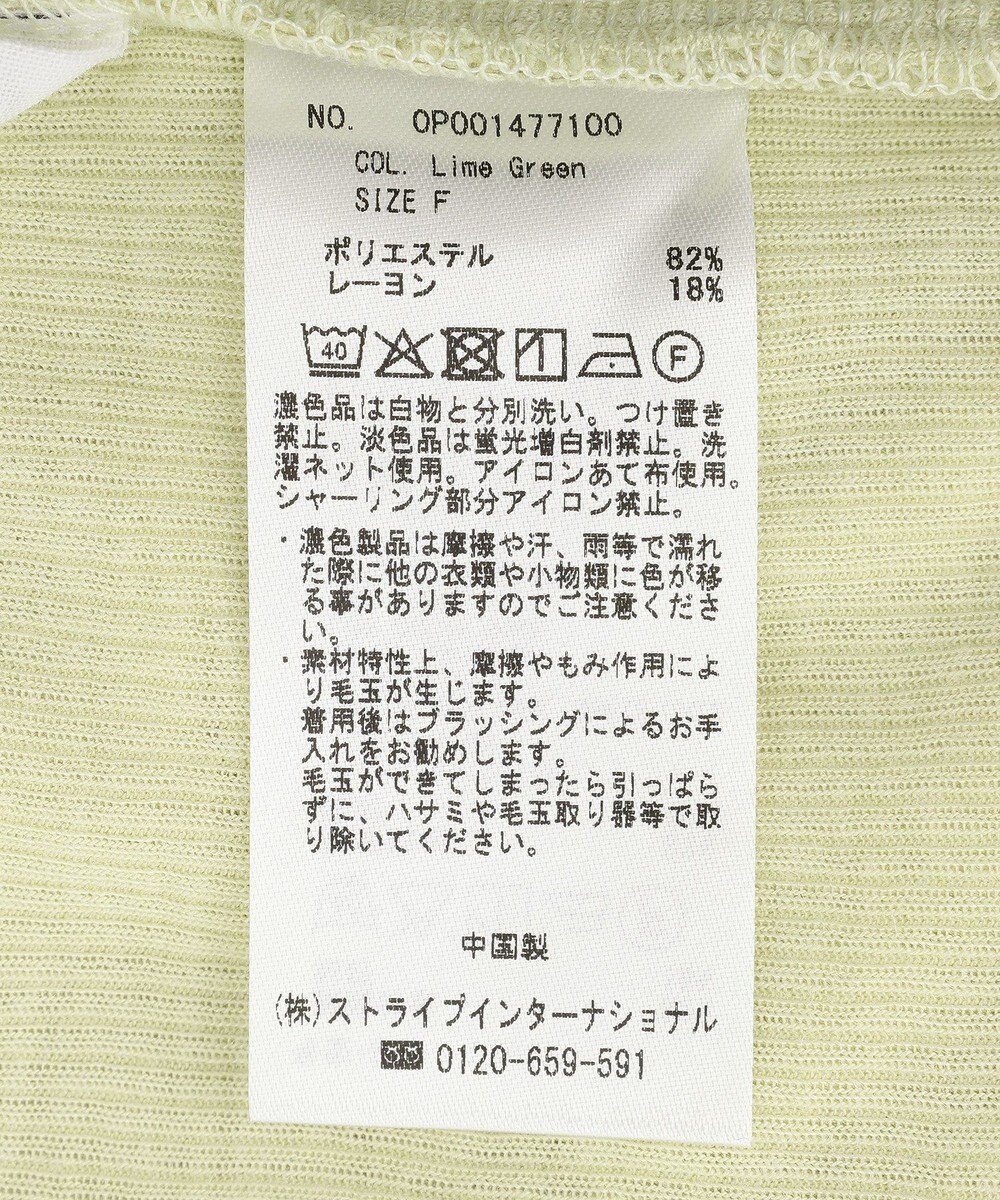 NO. OP001477100
COL. Lime Green
SIZE F
ポリエステル 82%
レーヨン 18%
40 F
濃色品は白物と分別洗い。つけ置き
禁止。淡色品は蛍光増白剤禁止。洗
濯ネット使用。アイロンあて布使用。
シャーリング部分アイロン禁止。
・濃色製品は摩擦や汗、雨等で濡れ
た際に他の衣類や小物類に色が移
る事がありますのでご注意くださ
い。
・素材特性上、摩擦やもみ作用によ
り毛玉が生じます。
着用後はブラッシングによるお手
入れをお勧めします。
毛玉ができてしまったら引っぱら
ずに、ハサミや毛玉取り器等で取
り除いてください。
中国製
(株)ストライプインターナショナル
0120-659-591